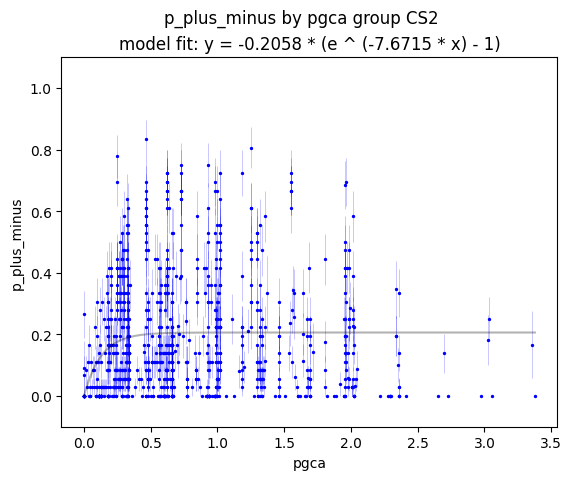 p_plus_minus by pgca group CS2
model fit: y = -0.2058 * (e ^ (-7.6715 * x) - 1)
1.0
0.8
0.6
0.4
0.2
0.0
p_plus_minus
0.0 0.5 1.0 1.5 2.0 2.5 3.0 3.5
pgca